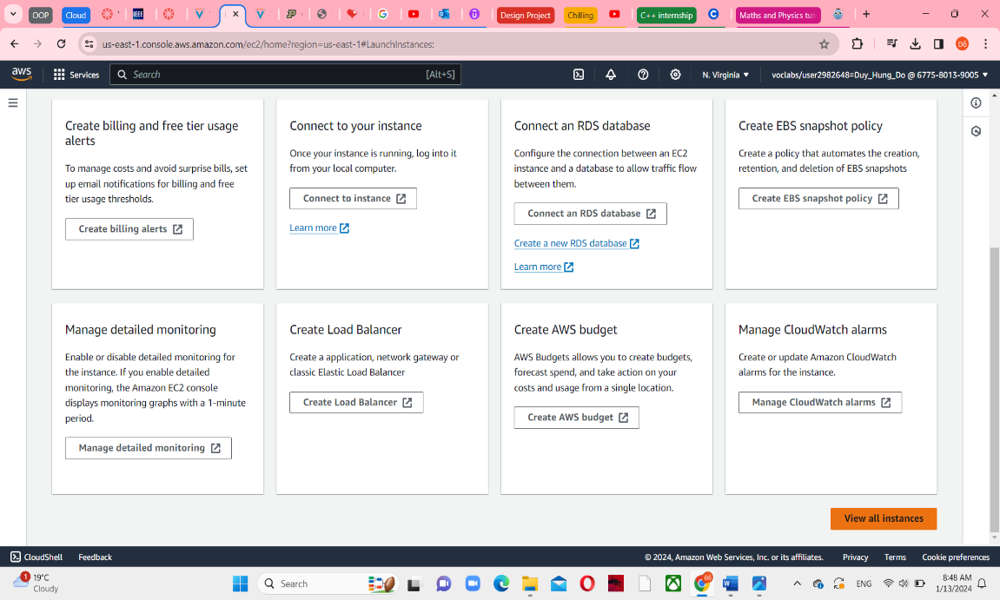 OOP
Cloud
IEEE
Design Project
Chilling
C++ internship
Maths and Physics tut
us-east-1.console.aws.amazon.com/ec2/home?region=us-east-1#LaunchInstances:
Đô
aws
Services
Search
[Alt+S]
N. Virginia
voclabs/user2982648=Duy_Hung_Do @ 6775-8013-9005
Create billing and free tier usage
alerts
To manage costs and avoid surprise bills, set
up email notifications for billing and free
tier usage thresholds.
Create billing alerts
Connect to your instance
Once your instance is running, log into it
from your local computer.
Connect to instance
Learn more
Connect an RDS database
Configure the connection between an EC2
instance and a database to allow traffic flow
between them.
Connect an RDS database
Create a new RDS database
Learn more
Create EBS snapshot policy
Create a policy that automates the creation,
retention, and deletion of EBS snapshots
Create EBS snapshot policy
Manage detailed monitoring
Enable or disable detailed monitoring for
the instance. If you enable detailed
monitoring, the Amazon EC2 console
displays monitoring graphs with a 1-minute
period.
Manage detailed monitoring
Create Load Balancer
Create a application, network gateway or
classic Elastic Load Balancer
Create Load Balancer
Create AWS budget
AWS Budgets allows you to create budgets,
forecast spend, and take action on your
costs and usage from a single location.
Create AWS budget
Manage CloudWatch alarms
Create or update Amazon CloudWatch
alarms for the instance.
Manage CloudWatch alarms
View all instances
CloudShell
Feedback
© 2024, Amazon Web Services, Inc. or its affiliates.
Privacy
Terms
Cookie preferences
1
19°C
Cloudy
Search
ENG
8:48 AM
1/13/2024